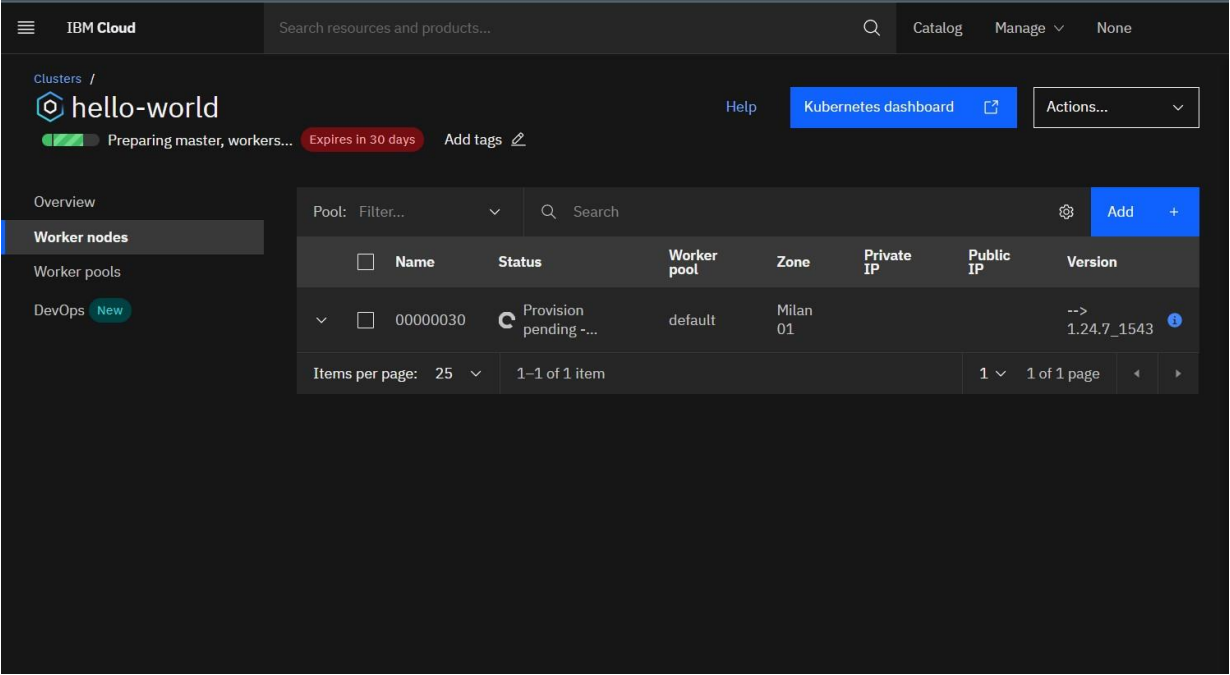 IBM Cloud
Search resources and products...
Catalog
Manage
None
Clusters /
hello-world
Help
Kubernetes dashboard
Actions...
Preparing master, workers...
Expires in 30 days
Add tags
Overview
Worker nodes
Worker pools
DevOps New
Pool: Filter...
Search
Add +
Name
Status
Worker
pool
Zone
Private
IP
Public
IP
Version
00000030
Provision
pending -...
default
Milan
01
-->
1.24.7_1543
Items per page: 25
1–1 of 1 item
1
1 of 1 page